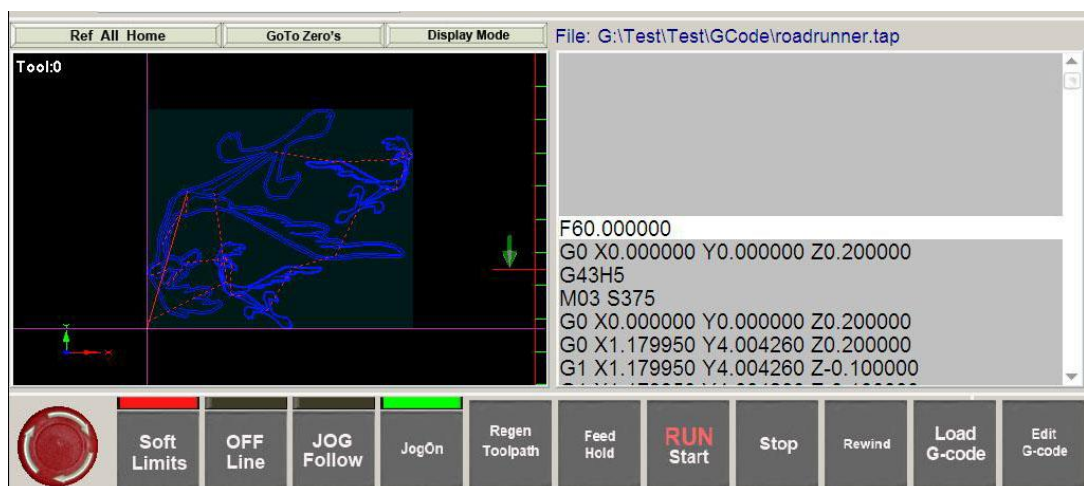 Ref All Home
GoTo Zero's
Display Mode
File: G:\Test\Test\GCode\roadrunner.tap
Tool:0
F60.000000
G0 X0.000000 Y0.000000 Z0.200000
G43H5
M03 S375
G0 X0.000000 Y0.000000 Z0.200000
G0 X1.179950 Y4.004260 Z0.200000
G1 X1.179950 Y4.004260 Z-0.100000
Y
X
Soft
Limits
OFF
Line
JOG
Follow
JogOn
Regen
Toolpath
Feed
Hold
RUN
Start
Stop
Rewind
Load
G-code
Edit
G-code